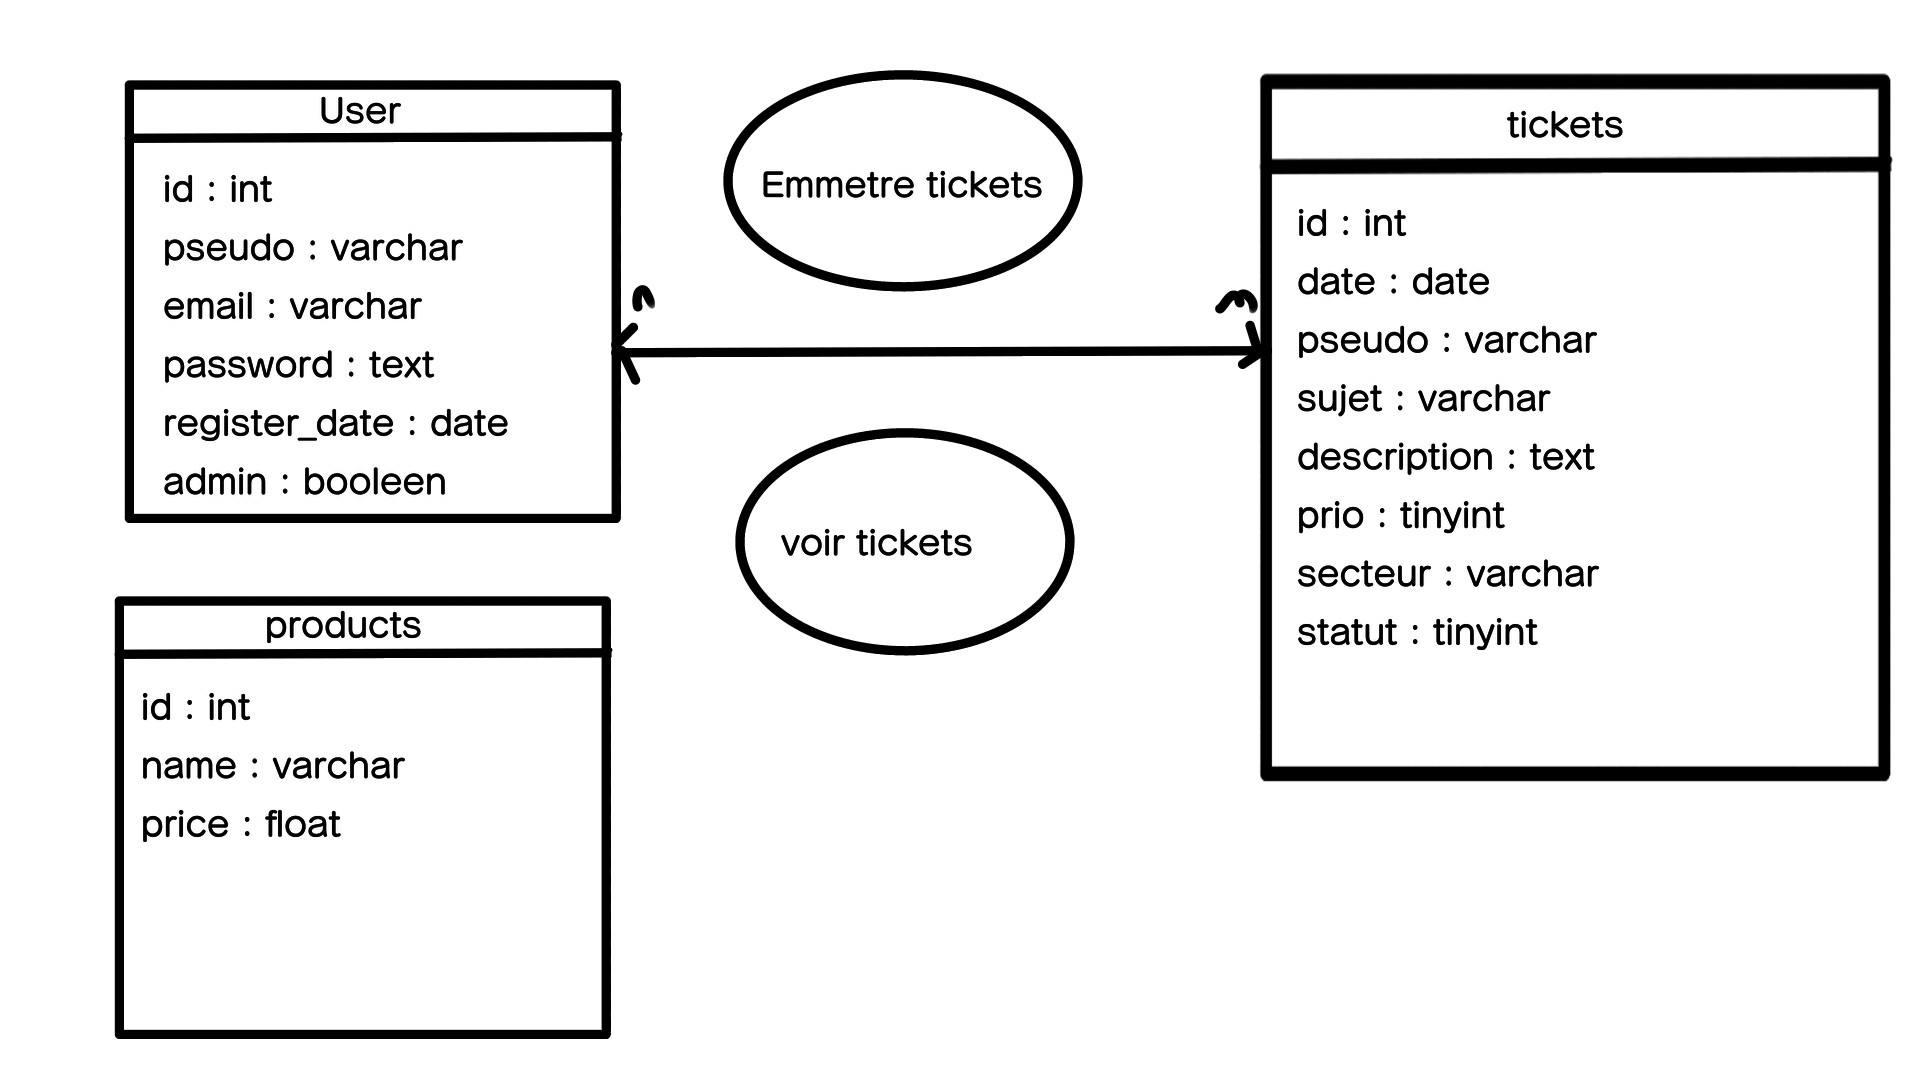 User
id : int
pseudo : varchar
email : varchar
password : text
register_date : date
admin : booleen
products
id : int
name : varchar
price : float
Emmetre tickets
voir tickets
tickets
id : int
date : date
pseudo : varchar
sujet : varchar
description : text
prio : tinyint
secteur : varchar
statut : tinyint